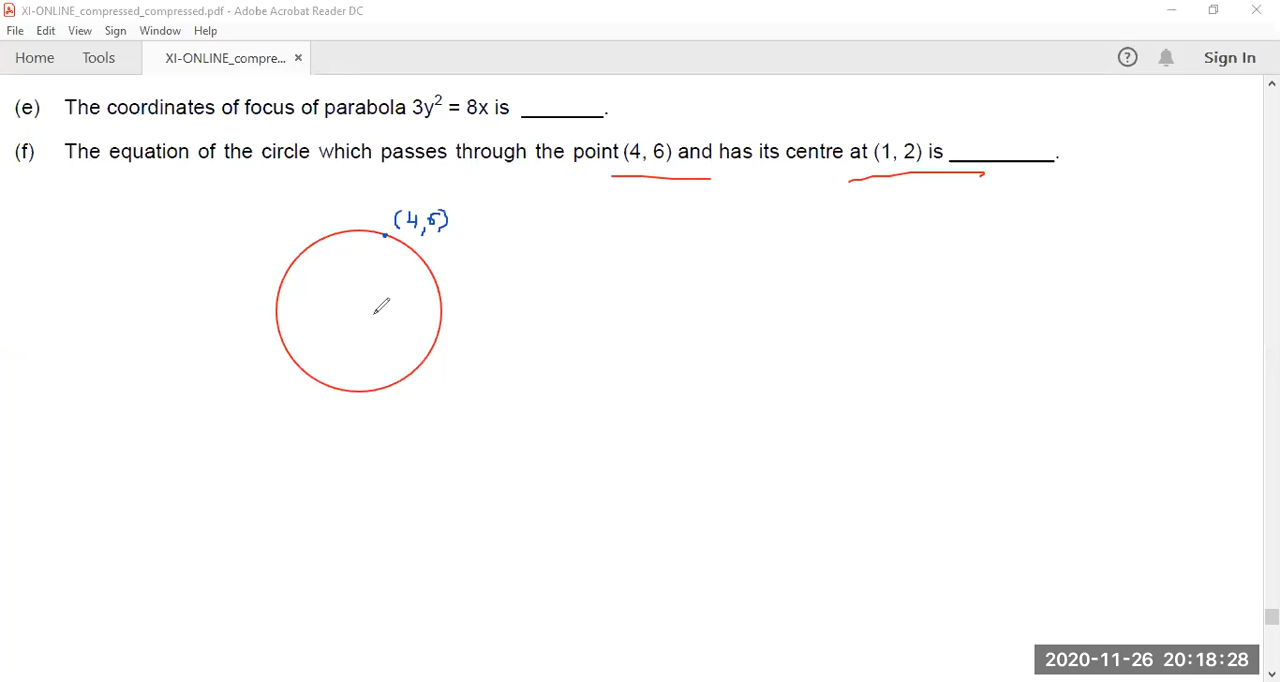 XI-ONLINE_compressed_compressed.pdf - Adobe Acrobat Reader DC
File Edit View Sign Window Help
Home Tools XI-ONLINE_compre... × ? Sign In
(e) The coordinates of focus of parabola 3y² = 8x is ________.
(f) The equation of the circle which passes through the point (4, 6) and has its centre at (1, 2) is __________.
(4,6)
2020-11-26 20:18:28